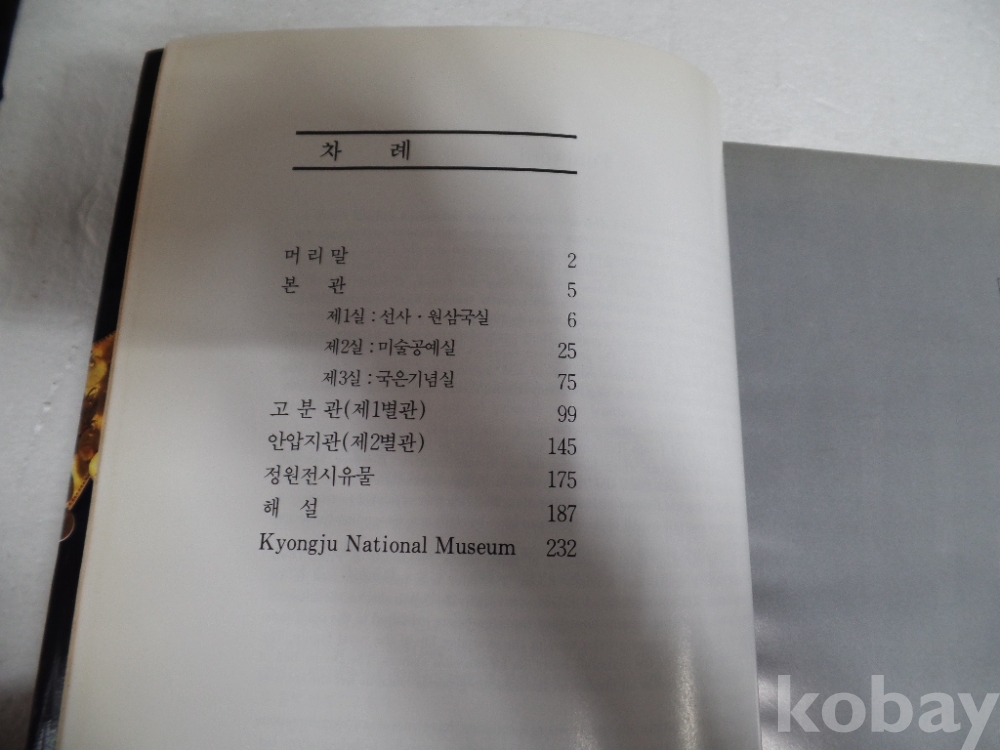 차 례
머리말 2
본 관 5
제1실 : 선사 · 원삼국실 6
제2실 : 미술공예실 25
제3실 : 국은기념실 75
고분관(제1별관) 99
안압지관(제2별관) 145
정원전시유물 175
해 설 187
Kyongju National Museum 232
kobay